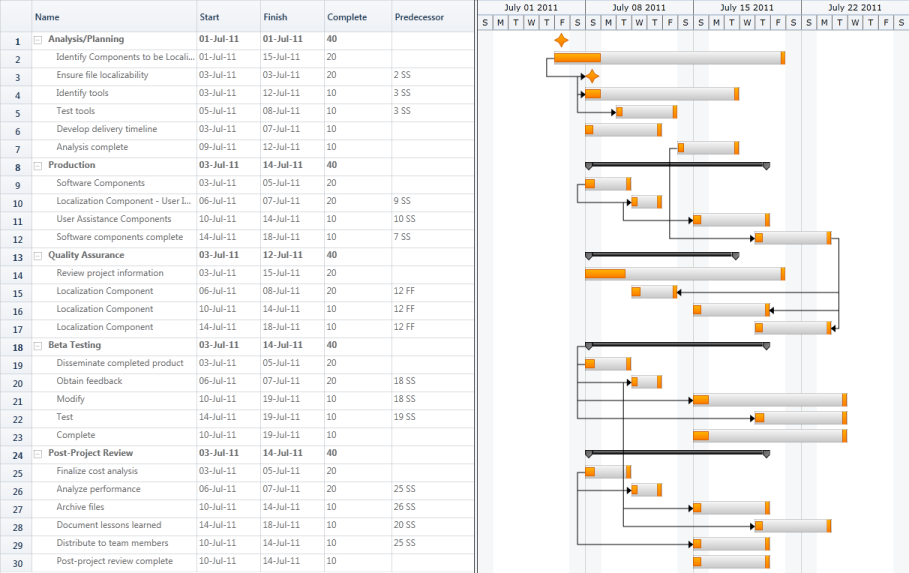 Name Start Finish Complete Predecessor July 01 2011 July 08 2011 July 15 2011 July 22 2011
S M T W T F S S M T W T F S S M T W T F S S M T W T F S
1 Analysis/Planning 01-Jul-11 01-Jul-11 40
2 Identify Components to be Locali... 01-Jul-11 15-Jul-11 20
3 Ensure file localizability 03-Jul-11 03-Jul-11 20 2 SS
4 Identify tools 03-Jul-11 12-Jul-11 10 3 SS
5 Test tools 05-Jul-11 08-Jul-11 10 3 SS
6 Develop delivery timeline 03-Jul-11 07-Jul-11 10
7 Analysis complete 09-Jul-11 12-Jul-11 10
8 Production 03-Jul-11 14-Jul-11 40
9 Software Components 03-Jul-11 05-Jul-11 20
10 Localization Component - User I... 06-Jul-11 07-Jul-11 20 9 SS
11 User Assistance Components 10-Jul-11 14-Jul-11 10 10 SS
12 Software components complete 14-Jul-11 18-Jul-11 10 7 SS
13 Quality Assurance 03-Jul-11 12-Jul-11 40
14 Review project information 03-Jul-11 15-Jul-11 20
15 Localization Component 06-Jul-11 08-Jul-11 20 12 FF
16 Localization Component 10-Jul-11 14-Jul-11 10 12 FF
17 Localization Component 14-Jul-11 18-Jul-11 10 12 FF
18 Beta Testing 03-Jul-11 14-Jul-11 40
19 Disseminate completed product 03-Jul-11 05-Jul-11 20
20 Obtain feedback 06-Jul-11 07-Jul-11 20 18 SS
21 Modify 10-Jul-11 19-Jul-11 10 18 SS
22 Test 14-Jul-11 19-Jul-11 10 19 SS
23 Complete 10-Jul-11 19-Jul-11 10
24 Post-Project Review 03-Jul-11 14-Jul-11 40
25 Finalize cost analysis 03-Jul-11 05-Jul-11 20
26 Analyze performance 06-Jul-11 07-Jul-11 20 25 SS
27 Archive files 10-Jul-11 14-Jul-11 10 26 SS
28 Document lessons learned 14-Jul-11 18-Jul-11 10 20 SS
29 Distribute to team members 10-Jul-11 14-Jul-11 10 25 SS
30 Post-project review complete 10-Jul-11 14-Jul-11 10